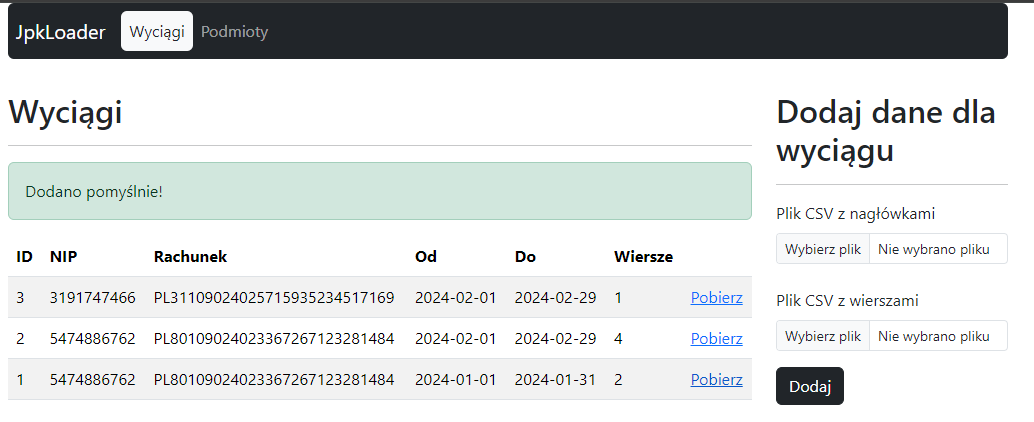 JpkLoader Wyciągi Podmioty
Wyciągi
Dodano pomyślnie!
ID NIP Rachunek Od Do Wiersze
3 3191747466 PL31109024025715935234517169 2024-02-01 2024-02-29 1 Pobierz
2 5474886762 PL80109024023367267123281484 2024-02-01 2024-02-29 4 Pobierz
1 5474886762 PL80109024023367267123281484 2024-01-01 2024-01-31 2 Pobierz
Dodaj dane dla
wyciągu
Plik CSV z nagłówkami
Wybierz plik Nie wybrano pliku
Plik CSV z wierszami
Wybierz plik Nie wybrano pliku
Dodaj